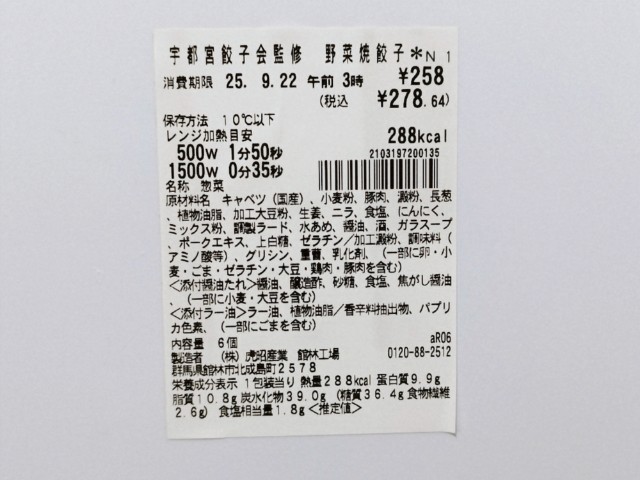 宇都宮餃子会監修 野菜焼餃子*N 1
消費期限 25. 9.22 午前 3時 ¥258
(税込 ¥278.64)
保存方法 10℃以下
レンジ加熱目安 288kcal
500W 1分50秒 2103197200135
1500W 0分35秒
名称 惣菜
原材料名 キャベツ(国産)、小麦粉、豚肉、澱粉、長葱
、植物油脂、加工大豆粉、生姜、ニラ、食塩、にんにく、
ミックス粉、調製ラード、水あめ、醤油、酒、ガラスープ
、ポークエキス、上白糖、ゼラチン/加工澱粉、調味料(
アミノ酸等)、グリシン、重曹、乳化剤、(一部に卵・小
麦・ごま・ゼラチン・大豆・鶏肉・豚肉を含む)
<添付醤油たれ>醤油、醸造酢、砂糖、食塩、焦がし醤油
、(一部に小麦・大豆を含む)
<添付ラー油>ラー油、植物油脂/香辛料抽出物、パプリ
カ色素、(一部にごまを含む)
内容量 6個 aR06
製造者 (株)虎昭産業 館林工場 0120-88-2512
群馬県館林市北成島町2578
栄養成分表示 1包装当り 熱量288kcal 蛋白質9.9g
脂質10.8g 炭水化物39.0g (糖質36.4g 食物繊維
2.6g) 食塩相当量1.8g<推定値>